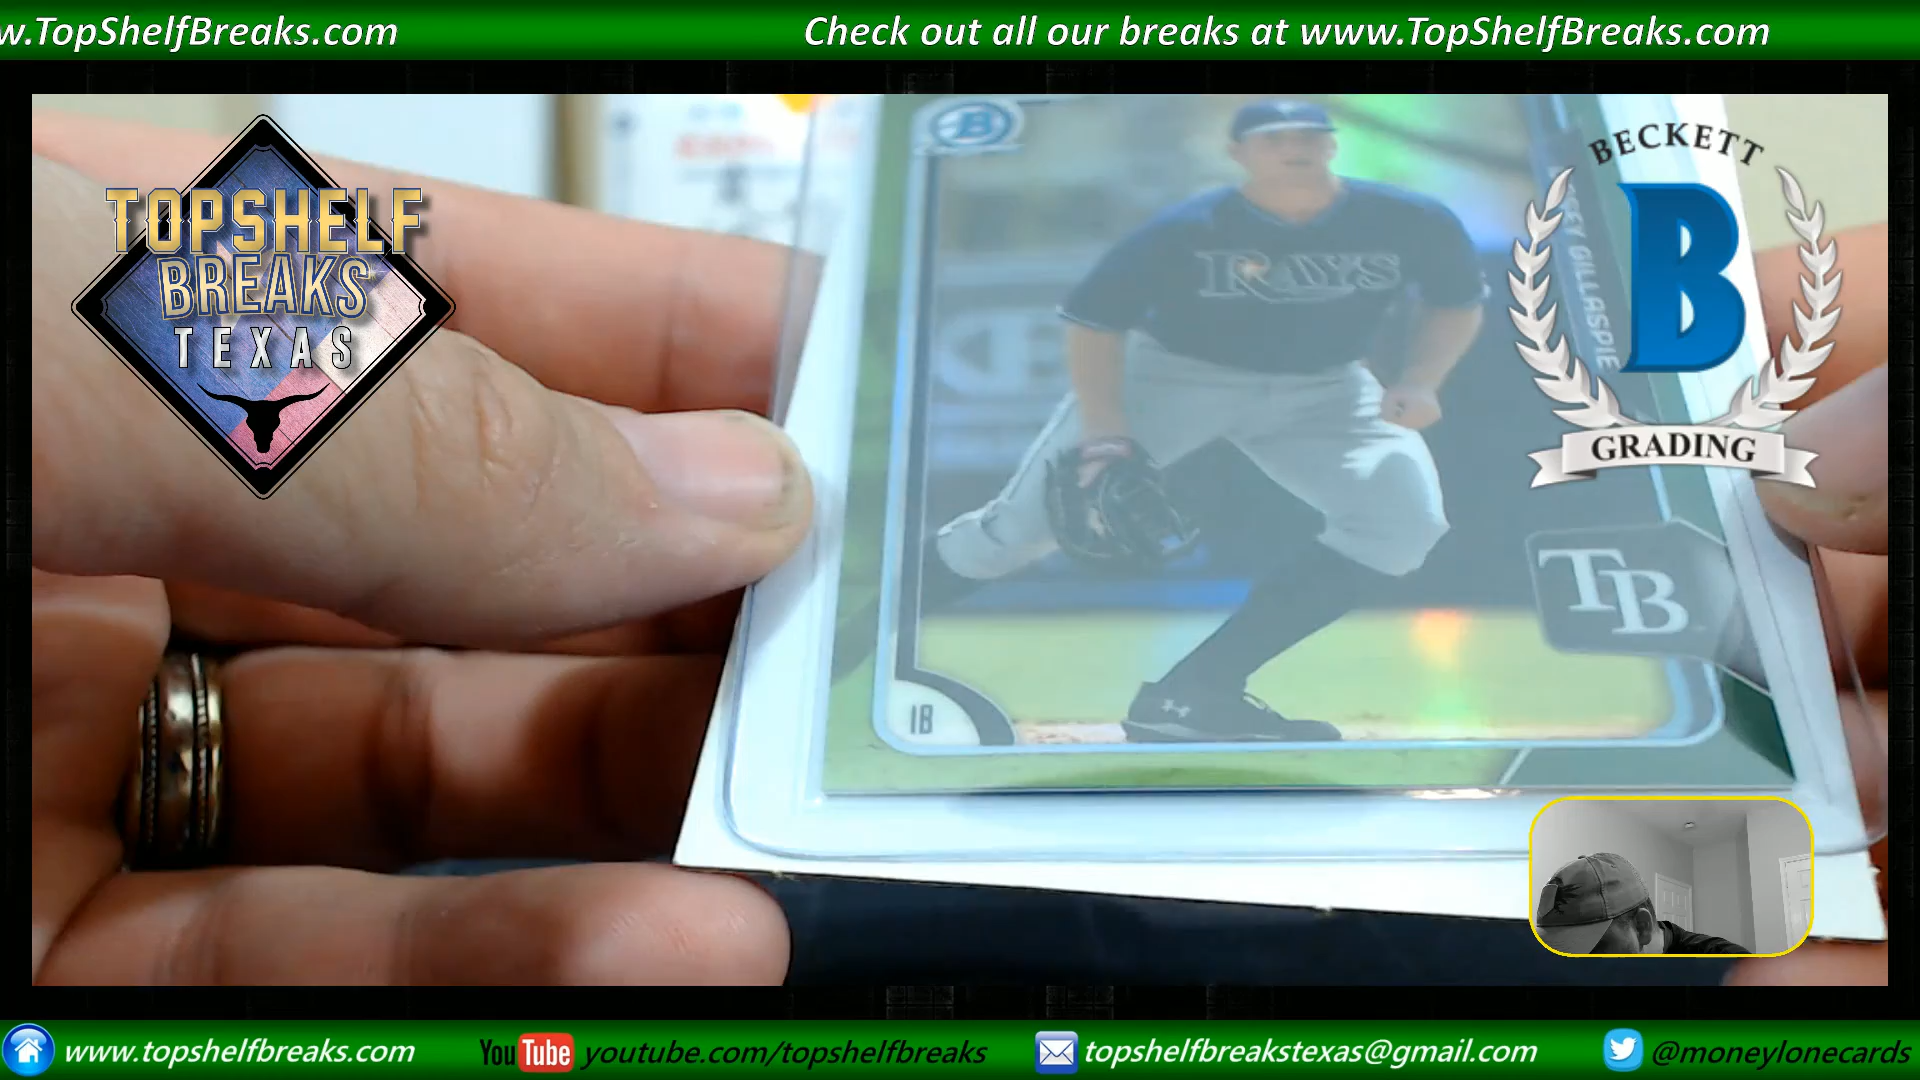 w.TopShelfBreaks.com
Check out all our breaks at www.TopShelfBreaks.com
TOPSHELF
BREAKS
TEXAS
B
BECKETT
B
GRADING
RAYS
GILLASPIE
TB
1B
www.topshelfbreaks.com
YouTube youtube.com/topshelfbreaks
topshelfbreakstexas@gmail.com
@moneylonecards